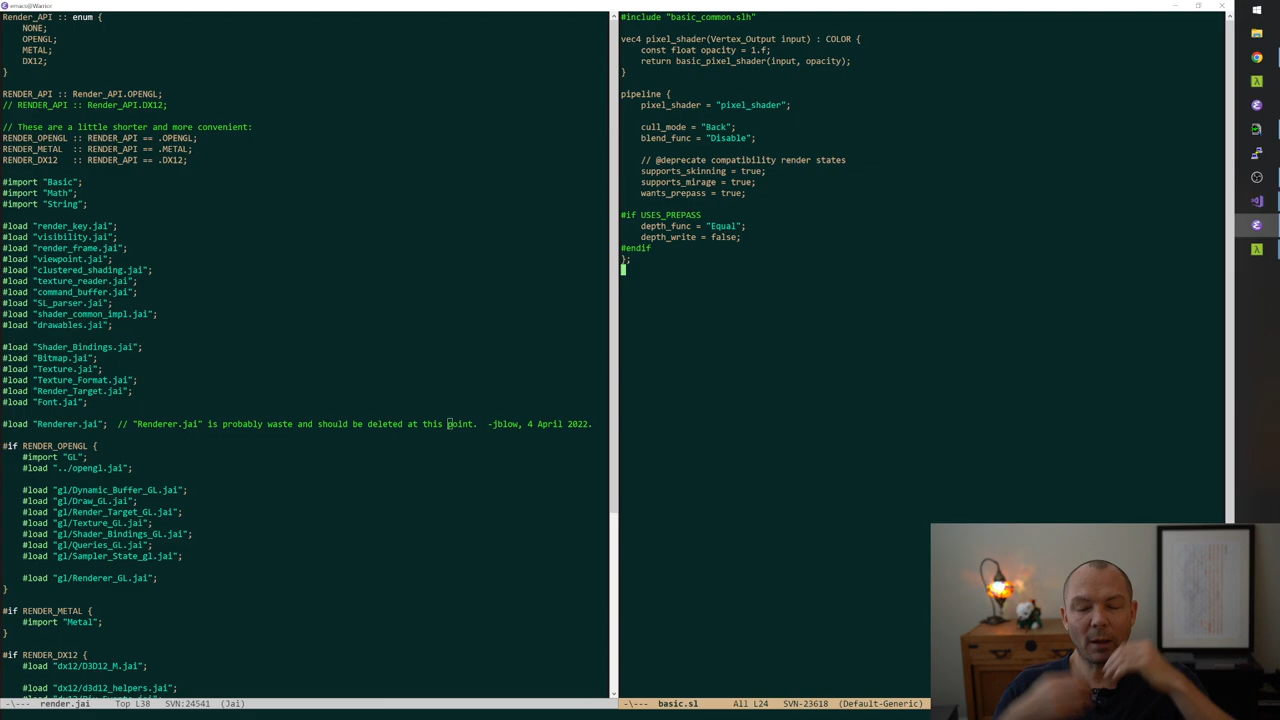 emacs@Warrior
Render_API :: enum {
    NONE;
    OPENGL;
    METAL;
    DX12;
}
RENDER_API :: Render_API.OPENGL;
// RENDER_API :: Render_API.DX12;
// These are a little shorter and more convenient:
RENDER_OPENGL :: RENDER_API == .OPENGL;
RENDER_METAL  :: RENDER_API == .METAL;
RENDER_DX12   :: RENDER_API == .DX12;
#import "Basic";
#import "Math";
#import "String";
#load "render_key.jai";
#load "visibility.jai";
#load "render_frame.jai";
#load "viewpoint.jai";
#load "clustered_shading.jai";
#load "texture_reader.jai";
#load "command_buffer.jai";
#load "SL_parser.jai";
#load "shader_common_impl.jai";
#load "drawables.jai";
#load "Shader_Bindings.jai";
#load "Bitmap.jai";
#load "Texture.jai";
#load "Texture_Format.jai";
#load "Render_Target.jai";
#load "Font.jai";
#load "Renderer.jai";  // "Renderer.jai" is probably waste and should be deleted at this point.  -jblow, 4 April 2022.
#if RENDER_OPENGL {
    #import "GL";
    #load "../opengl.jai";
    #load "gl/Dynamic_Buffer_GL.jai";
    #load "gl/Draw_GL.jai";
    #load "gl/Render_Target_GL.jai";
    #load "gl/Texture_GL.jai";
    #load "gl/Shader_Bindings_GL.jai";
    #load "gl/Queries_GL.jai";
    #load "gl/Sampler_State_gl.jai";
    #load "gl/Renderer_GL.jai";
}
#if RENDER_METAL {
    #import "Metal";
}
#if RENDER_DX12 {
    #load "dx12/D3D12_M.jai";
    #load "dx12/d3d12_helpers.jai";
-\--- render.jai    Top L38    SVN:24541  (Jai)
#include "basic_common.slh"
vec4 pixel_shader(Vertex_Output input) : COLOR {
    const float opacity = 1.f;
    return basic_pixel_shader(input, opacity);
}
pipeline {
    pixel_shader = "pixel_shader";
    cull_mode = "Back";
    blend_func = "Disable";
    // @deprecate compatibility render states
    supports_skinning = true;
    supports_mirage = true;
    wants_prepass = true;
#if USES_PREPASS
    depth_func = "Equal";
    depth_write = false;
#endif
};
-\--- basic.sl    All L24    SVN-23618  (Default-Generic)